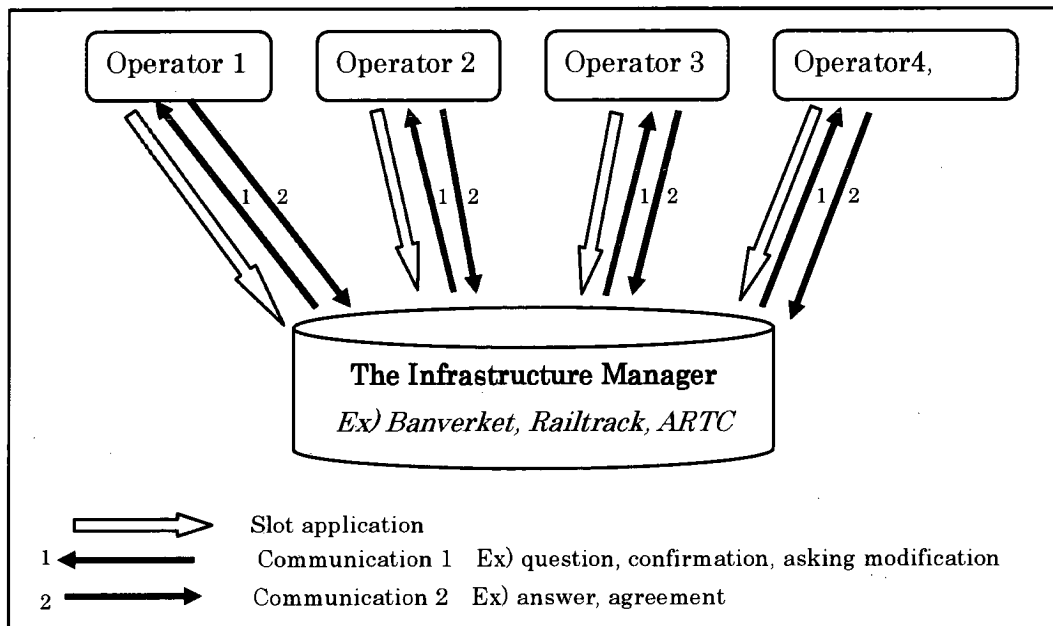 Operator 1 Operator 2 Operator 3 Operator4,
1 2 1 2 1 2 1 2
The Infrastructure Manager
Ex) Banverket, Railtrack, ARTC
Slot application
1 Communication 1 Ex) question, confirmation, asking modification
2 Communication 2 Ex) answer, agreement